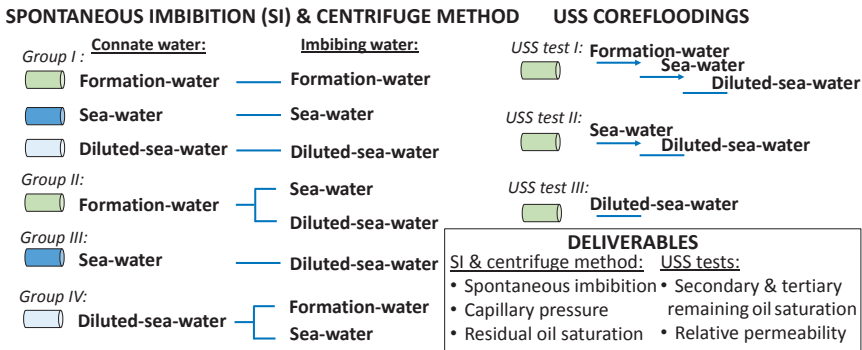 SPONTANEOUS IMBIBITION (SI) & CENTRIFUGE METHOD
Connate water:
Imbibing water:
Group I :
Formation-water
Formation-water
Sea-water
Sea-water
Diluted-sea-water
Diluted-sea-water
Group II:
Formation-water
Sea-water
Diluted-sea-water
Group III:
Sea-water
Diluted-sea-water
Group IV:
Diluted-sea-water
Formation-water
Sea-water
USS COREFLOODINGS
USS test I:
Formation-water
Sea-water
Diluted-sea-water
USS test II:
Sea-water
Diluted-sea-water
USS test III:
Diluted-sea-water
DELIVERABLES
SI & centrifuge method:
• Spontaneous imbibition
• Capillary pressure
• Residual oil saturation
USS tests:
• Secondary & tertiary
remaining oil saturation
• Relative permeability